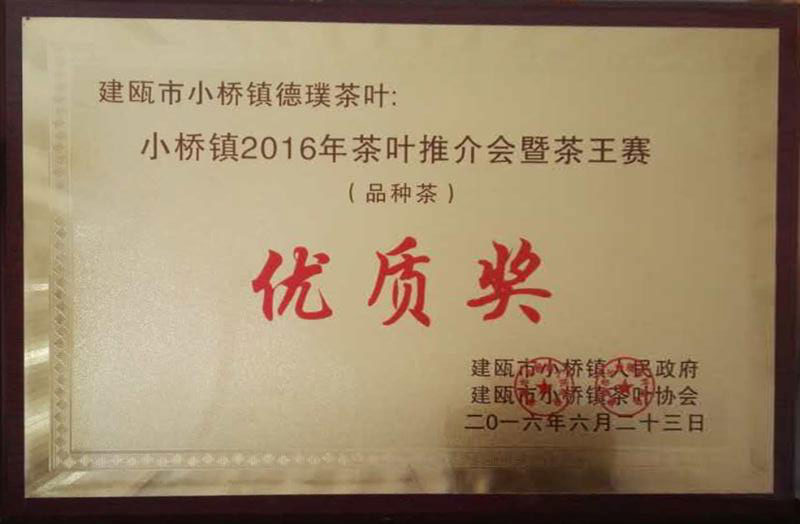 建瓯市小桥镇德璞茶叶:
小桥镇2016年茶叶推介会暨茶王赛
(品种茶)
优质奖
建瓯市小桥镇人民政府
建瓯市小桥镇茶叶协会
二0一六年六月二十三日